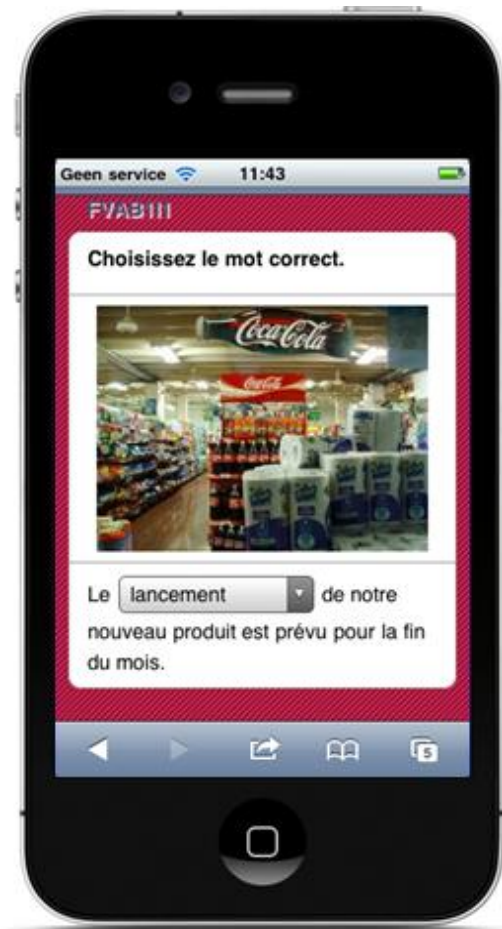 Geen service 11:43
FVAB111
Choisissez le mot correct.
Coca-Cola
Coca-Cola
Le lancement de notre
nouveau produit est prévu pour la fin
du mois.
5